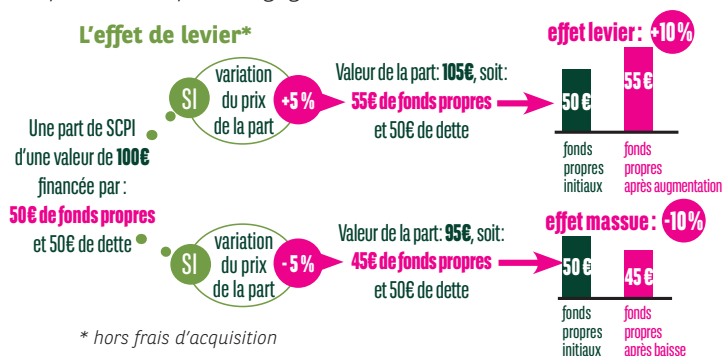 L'effet de levier*
Une part de SCPI
d'une valeur de 100€
financée par :
50€ de fonds propres
et 50€ de dette
SI
variation
du prix
de la part
+5 %
Valeur de la part: 105€, soit :
55€ de fonds propres
et 50€ de dette
effet levier : +10%
50 €
55 €
fonds
propres
initiaux
fonds
propres
après augmentation
SI
variation
du prix
de la part
-5 %
Valeur de la part: 95€, soit :
45€ de fonds propres
et 50€ de dette
effet massue : -10%
50 €
45 €
fonds
propres
initiaux
fonds
propres
après baisse
* hors frais d'acquisition